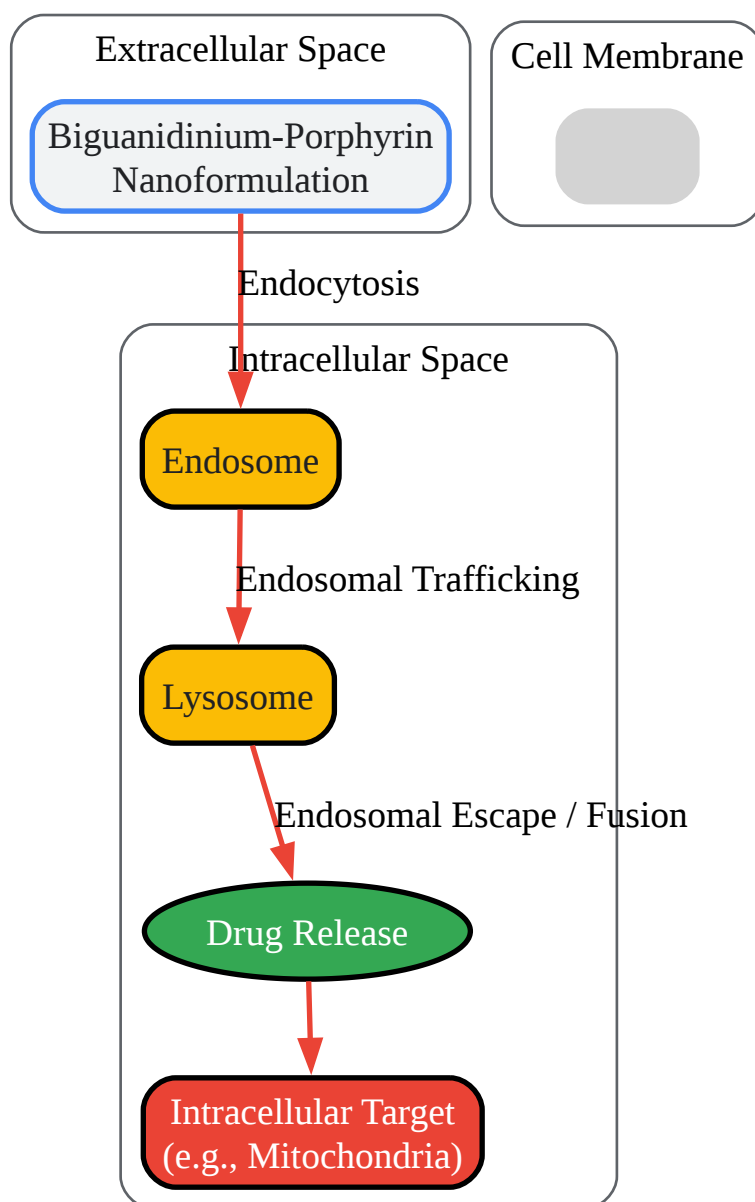 Extracellular Space
Cell Membrane
Biguanidinium-Porphyrin
Nanoformulation
Endocytosis
Intracellular Space
Endosome
Endosomal Trafficking
Lysosome
Endosomal Escape / Fusion
Drug Release
Intracellular Target
(e.g., Mitochondria)